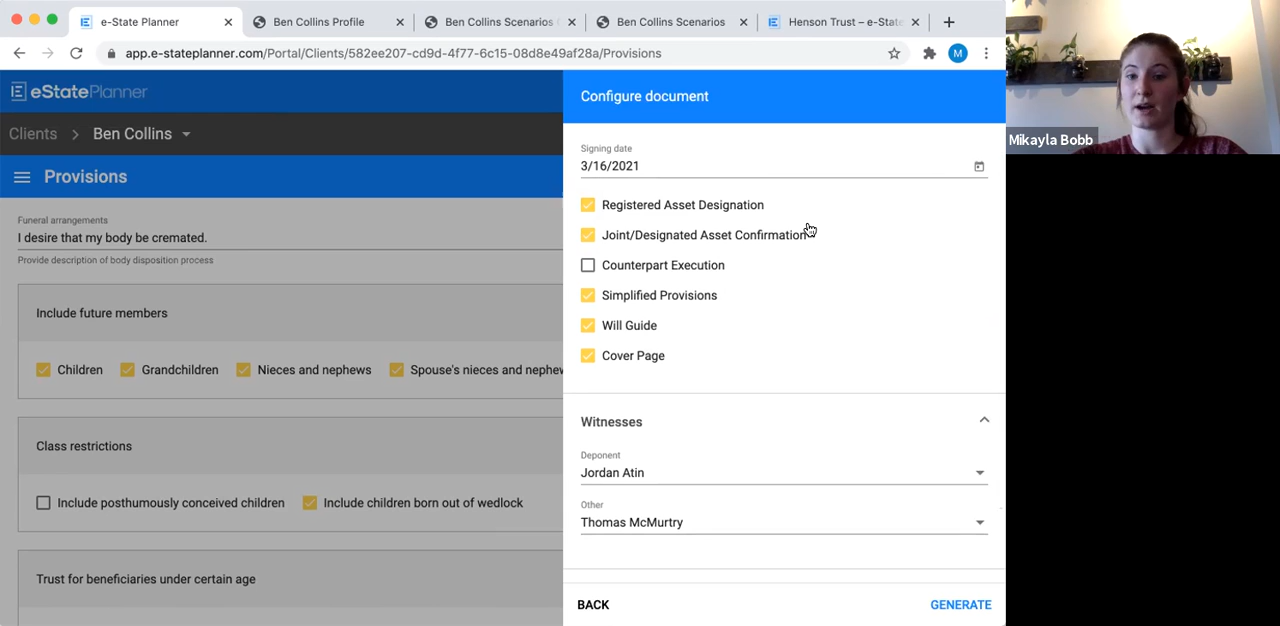 e-State Planner
Ben Collins Profile
Ben Collins Scenarios
Ben Collins Scenarios
Henson Trust – e-State
app.e-stateplanner.com/Portal/Clients/582ee207-cd9d-4f77-6c15-08d8e49af28a/Provisions
M
eStatePlanner
Clients > Ben Collins
Provisions
Funeral arrangements
I desire that my body be cremated.
Provide description of body disposition process
Include future members
Children Grandchildren Nieces and nephews Spouse's nieces and nephew
Class restrictions
Include posthumously conceived children Include children born out of wedlock
Trust for beneficiaries under certain age
Configure document
Signing date
3/16/2021
Registered Asset Designation
Joint/Designated Asset Confirmation
Counterpart Execution
Simplified Provisions
Will Guide
Cover Page
Witnesses
Deponent
Jordan Atin
Other
Thomas McMurtry
BACK GENERATE
Mikayla Bobb